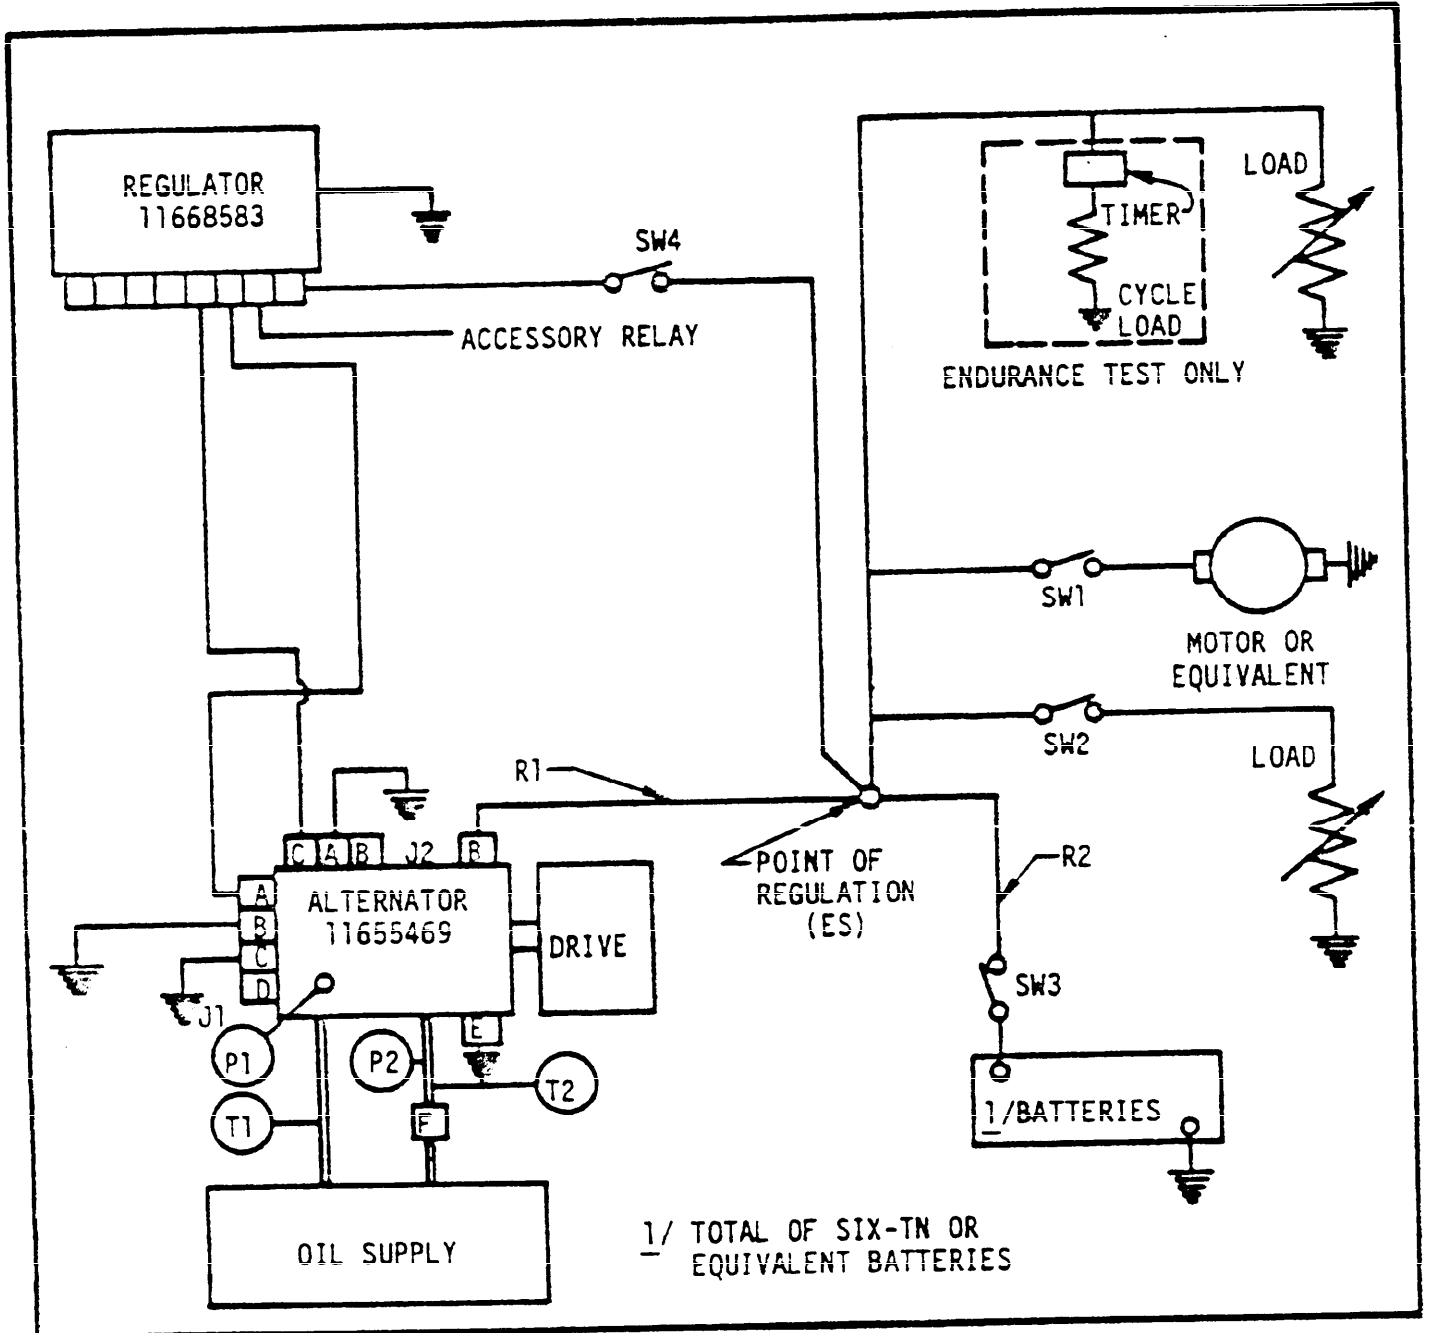 REGULATOR
11668583
SW4
ACCESSORY RELAY
LOAD
TIMER
CYCLE
LOAD
ENDURANCE TEST ONLY
SW1
MOTOR OR
EQUIVALENT
SW2
LOAD
R1
POINT OF
REGULATION
(ES)
R2
SW3
C A B J2 B
A
B
C
D
J1
ALTERNATOR
11655469
DRIVE
E
P1
P2
T2
T1
F
1/BATTERIES
OIL SUPPLY
1/ TOTAL OF SIX-TN OR
EQUIVALENT BATTERIES